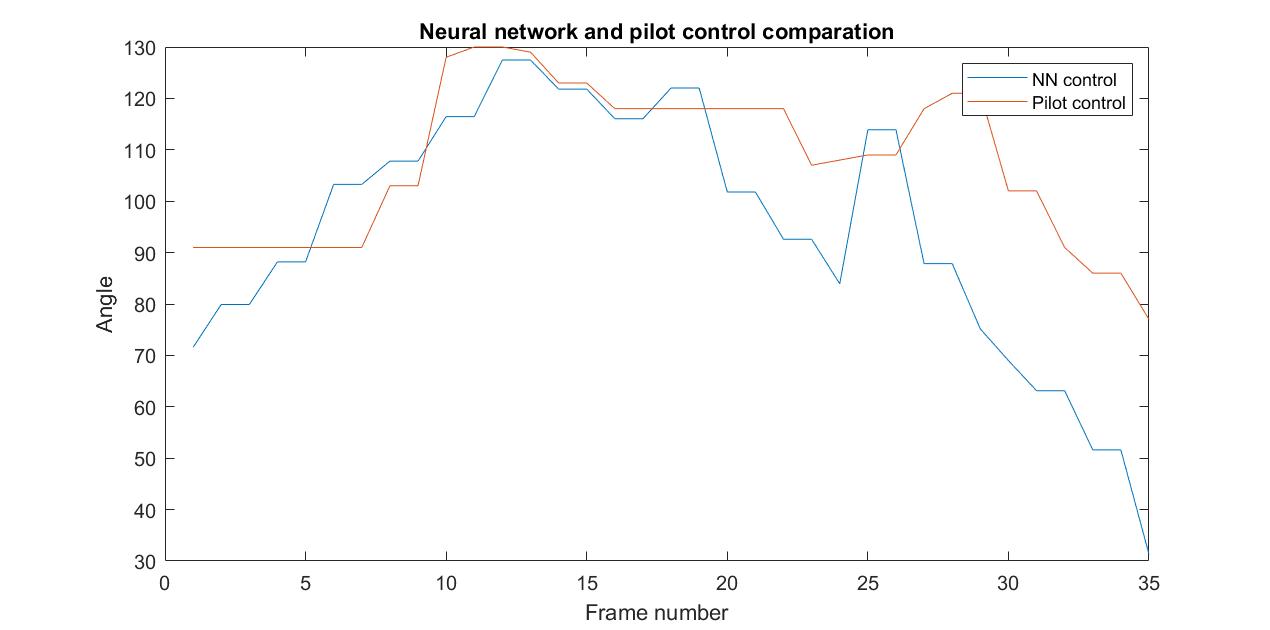 Neural network and pilot control comparation
130
120
110
100
90
80
70
60
50
40
30
Angle
NN control
Pilot control
0 5 10 15 20 25 30 35
Frame number